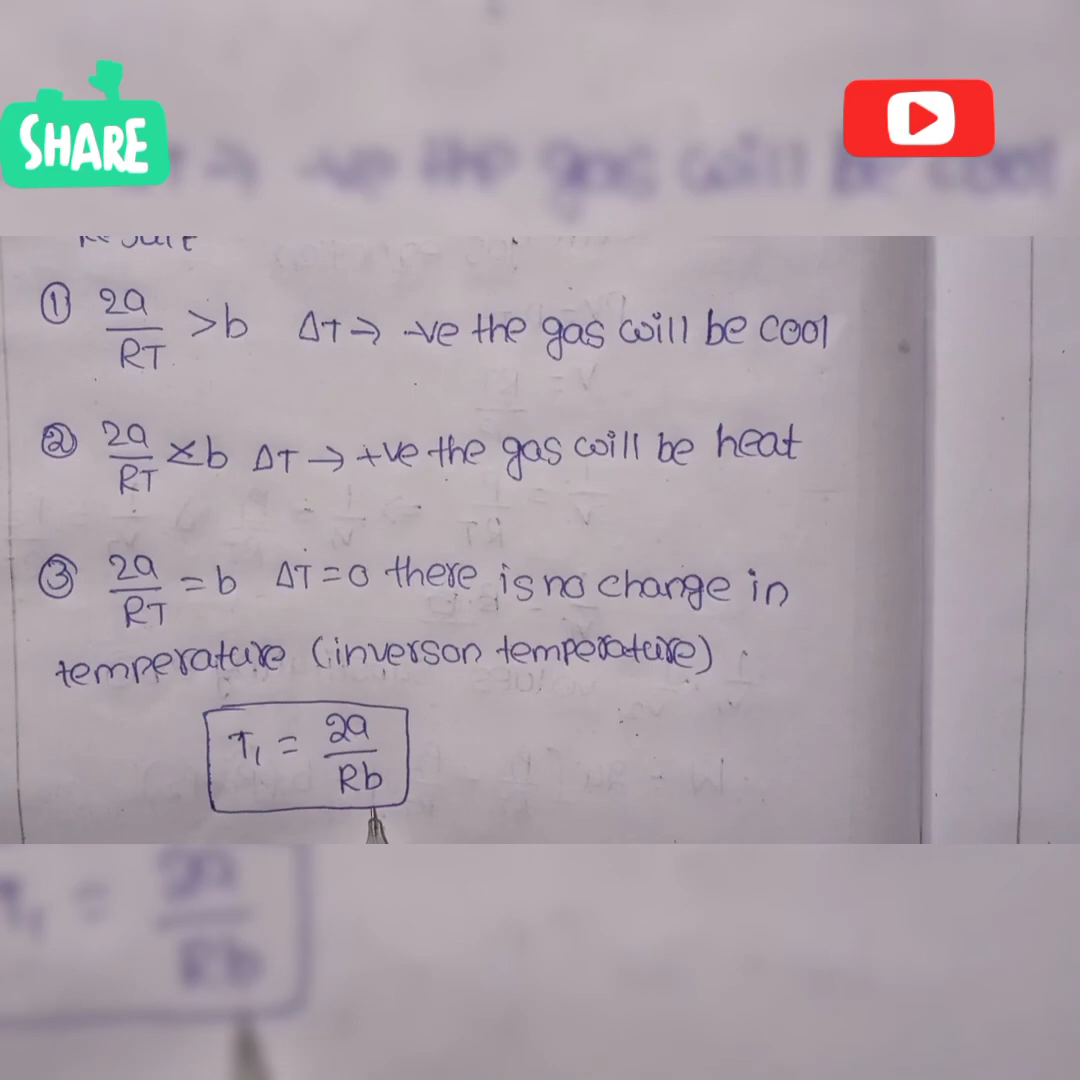 SHARE
Result
① 2a/RT > b ΔT → -ve the gas will be cool
② 2a/RT < b ΔT → +ve the gas will be heat
③ 2a/RT = b ΔT = 0 there is no change in
temperature (inverson temperature)
T₁ = 2a/Rb